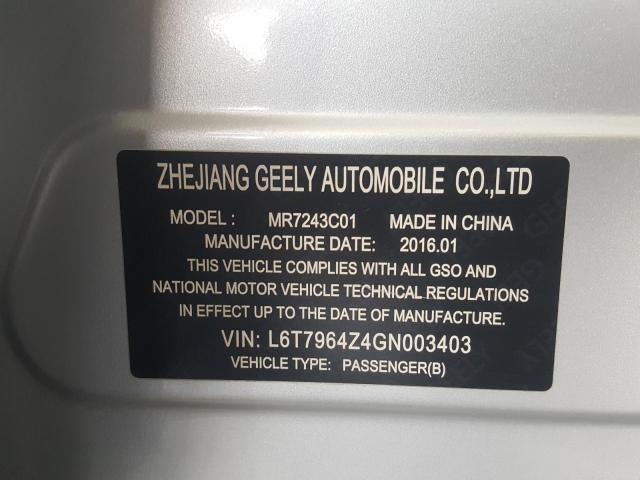 ZHEJIANG GEELY AUTOMOBILE CO.,LTD
MODEL : MR7243C01 MADE IN CHINA
MANUFACTURE DATE: 2016.01
THIS VEHICLE COMPLIES WITH ALL GSO AND
NATIONAL MOTOR VEHICLE TECHNICAL REGULATIONS
IN EFFECT UP TO THE DATE OF MANUFACTURE.
VIN: L6T7964Z4GN003403
VEHICLE TYPE: PASSENGER(B)